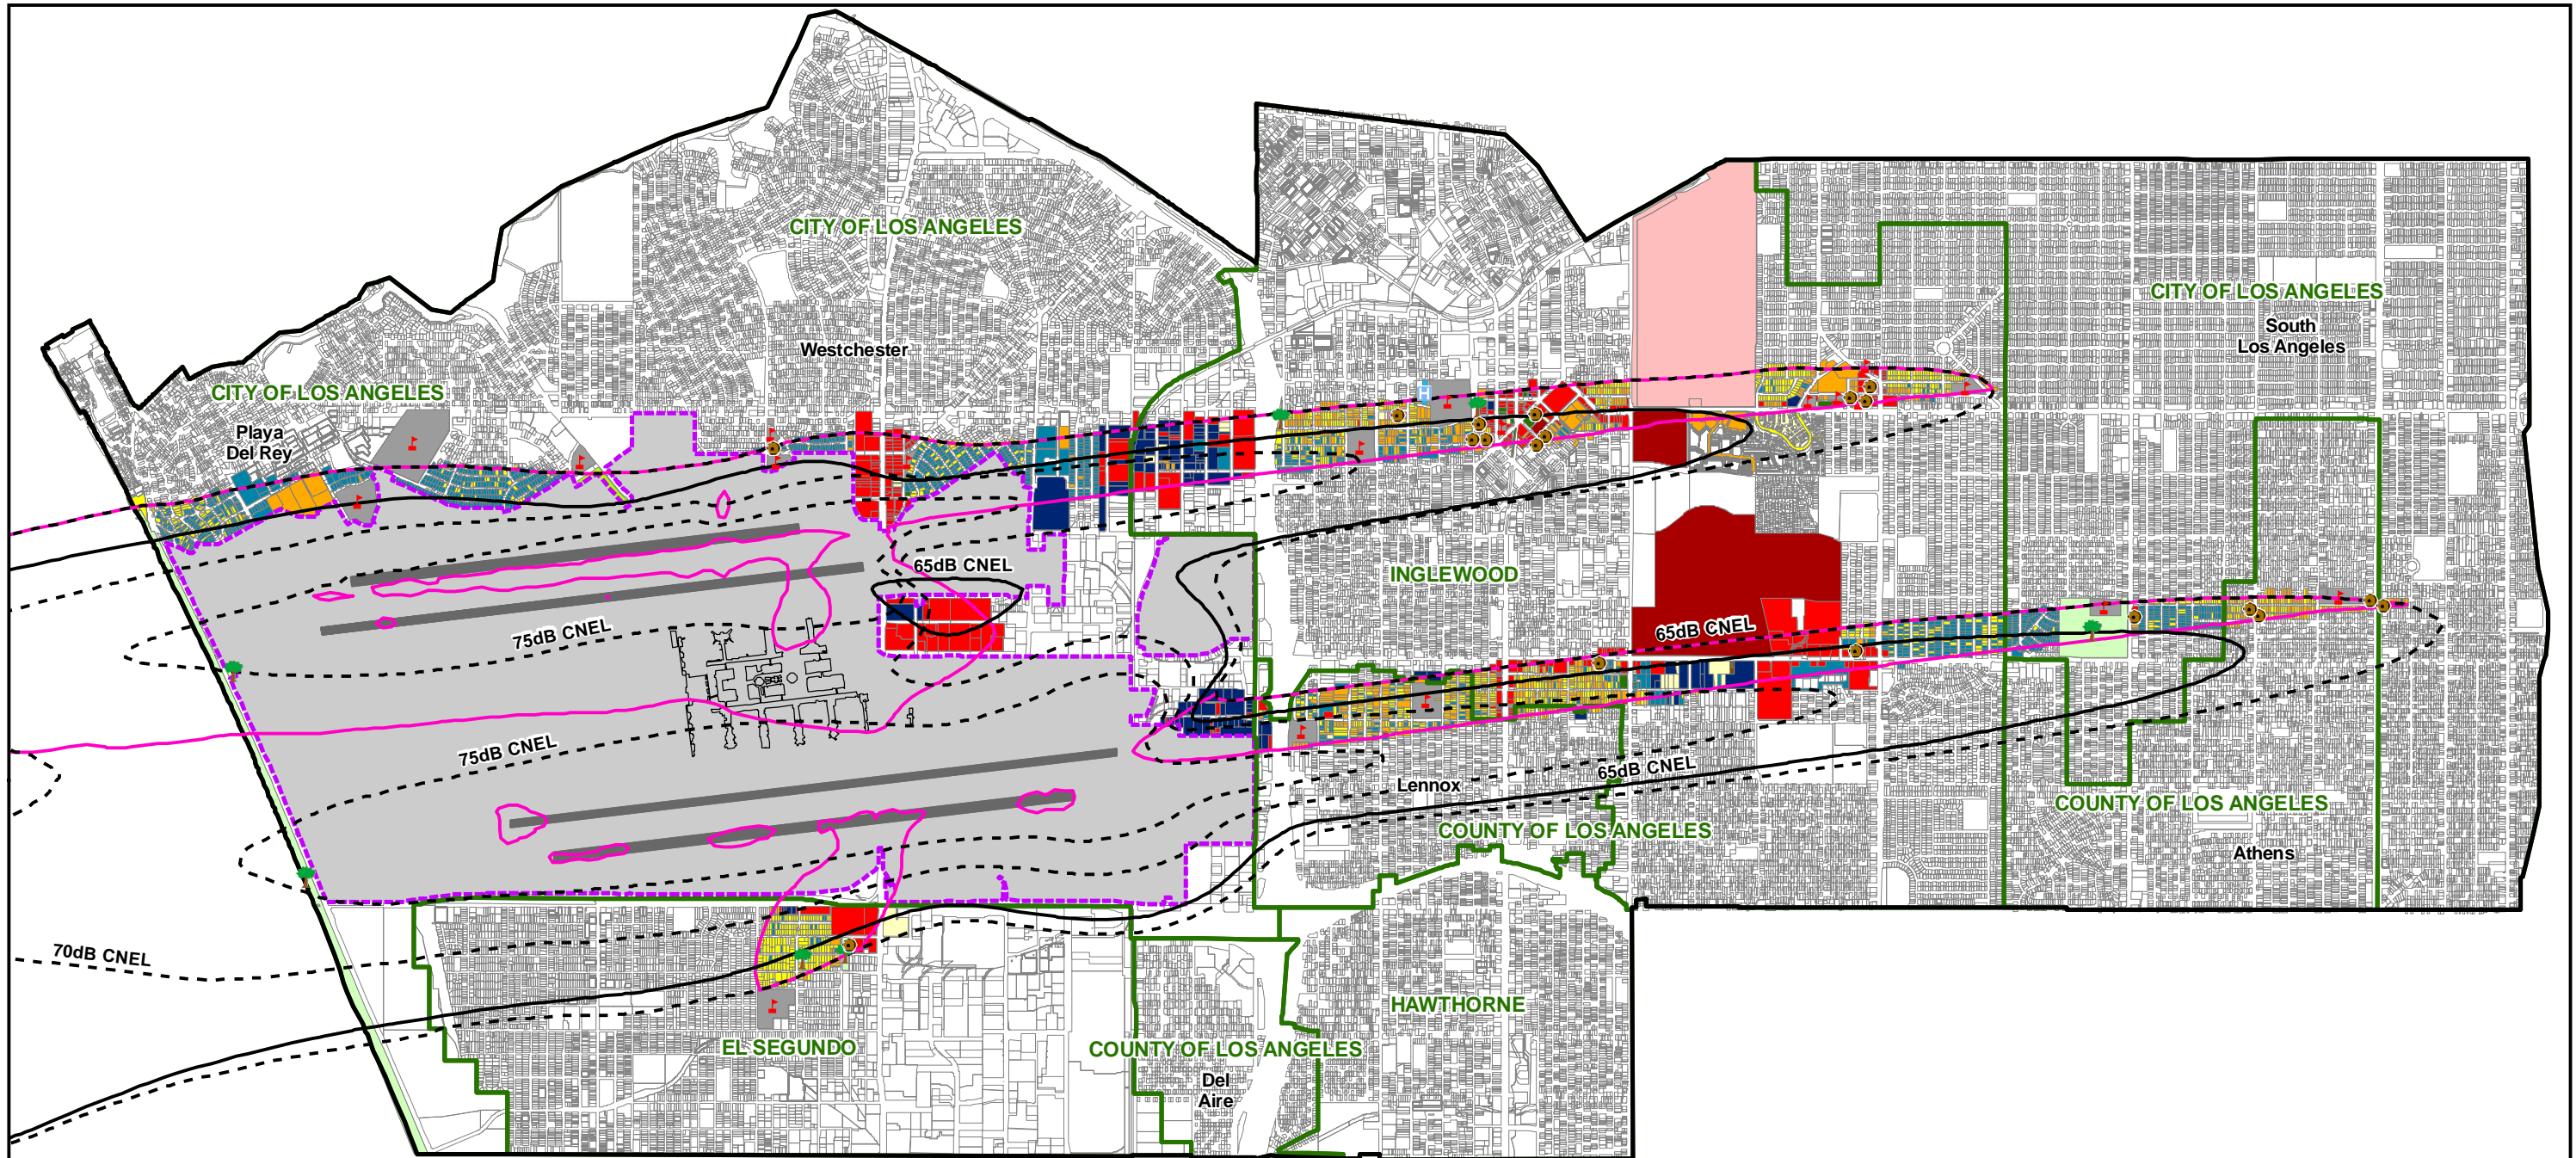 CITY OF LOS ANGELES
CITY OF LOS ANGELES
South
Los Angeles
Westchester
CITY OF LOS ANGELES
Playa
Del Rey
65dB CNEL
INGLEWOOD
75dB CNEL
65dB CNEL
75dB CNEL
65dB CNEL
Lennox
COUNTY OF LOS ANGELES
COUNTY OF LOS ANGELES
Athens
70dB CNEL
HAWTHORNE
EL SEGUNDO
COUNTY OF LOS ANGELES
Del
Aire